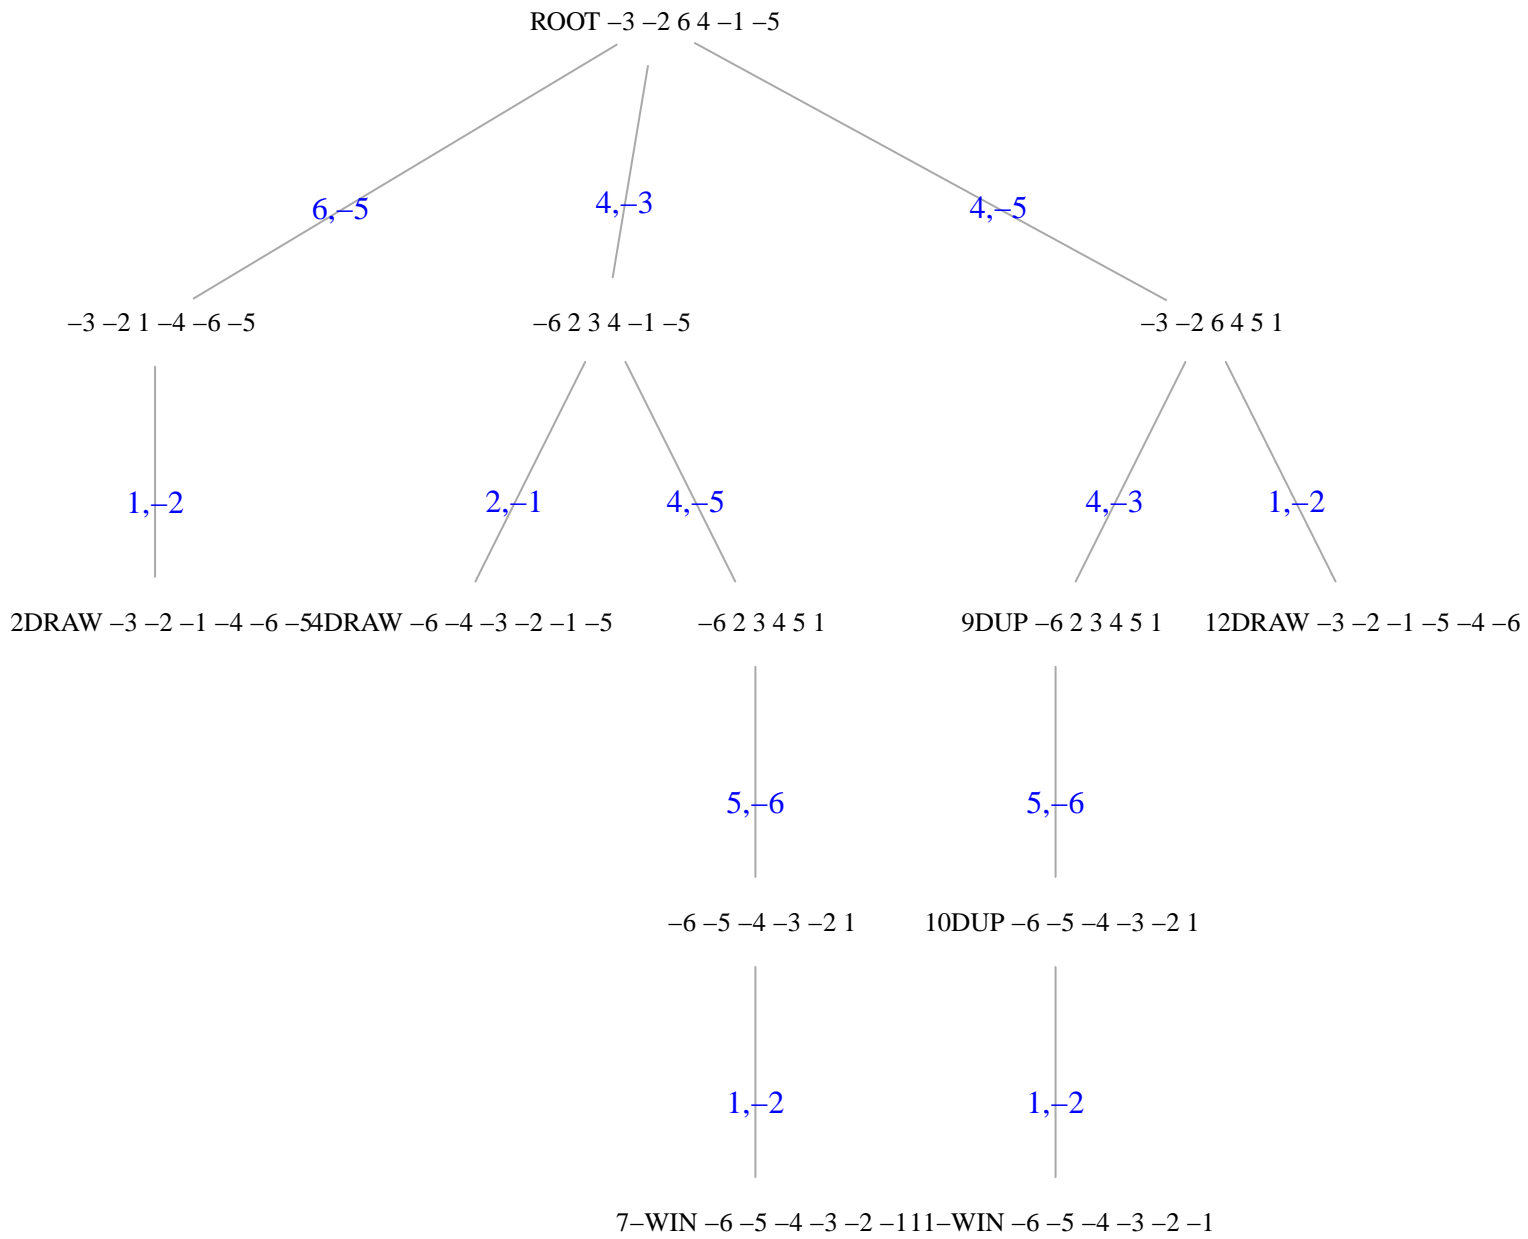 ROOT –3 –2 6 4 –1 –5
6,–5 4,–3 4,–5
–3 –2 1 –4 –6 –5 –6 2 3 4 –1 –5 –3 –2 6 4 5 1
1,–2 2,–1 4,–5 4,–3 1,–2
2DRAW –3 –2 –1 –4 –6 –54DRAW –6 –4 –3 –2 –1 –5 –6 2 3 4 5 1 9DUP –6 2 3 4 5 1 12DRAW –3 –2 –1 –5 –4 –6
5,–6 5,–6
–6 –5 –4 –3 –2 1 10DUP –6 –5 –4 –3 –2 1
1,–2 1,–2
7–WIN –6 –5 –4 –3 –2 –111–WIN –6 –5 –4 –3 –2 –1